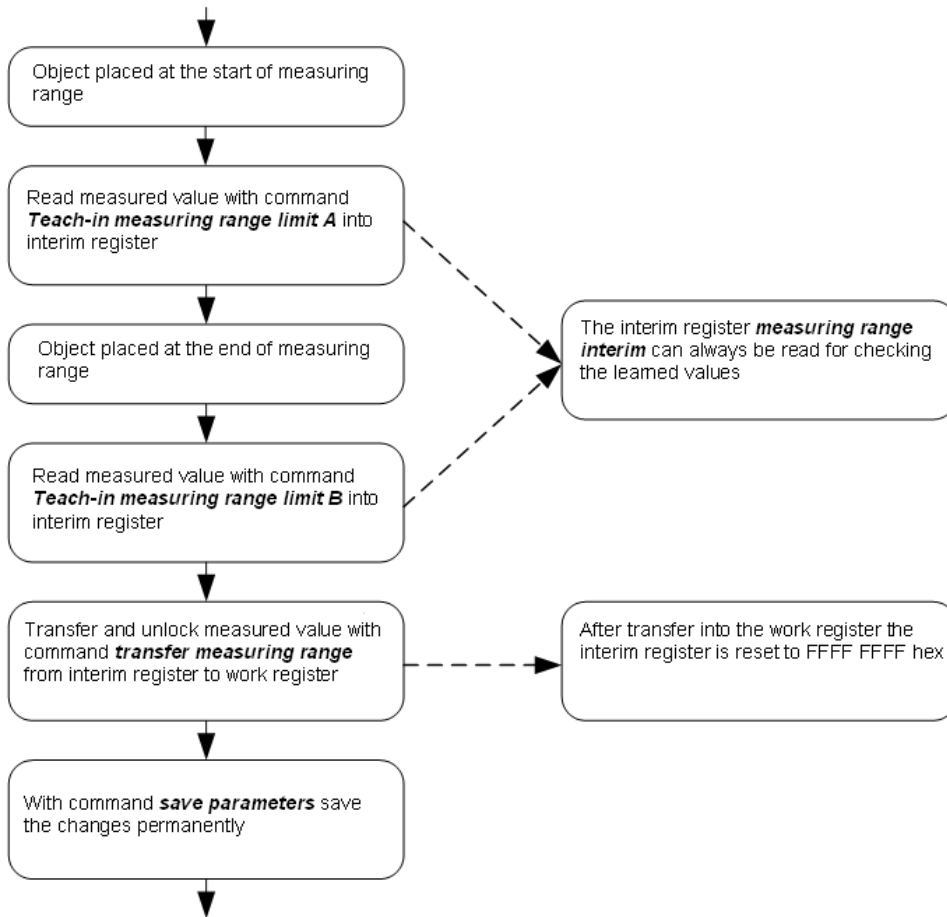 Object placed at the start of measuring
range
Read measured value with command
Teach-in measuring range limit A into
interim register
Object placed at the end of measuring
range
The interim register measuring range
interim can always be read for checking
the learned values
Read measured value with command
Teach-in measuring range limit B into
interim register
Transfer and unlock measured value with
command transfer measuring range
from interim register to work register
After transfer into the work register the
interim register is reset to FFFF FFFF hex
With command save parameters save
the changes permanently